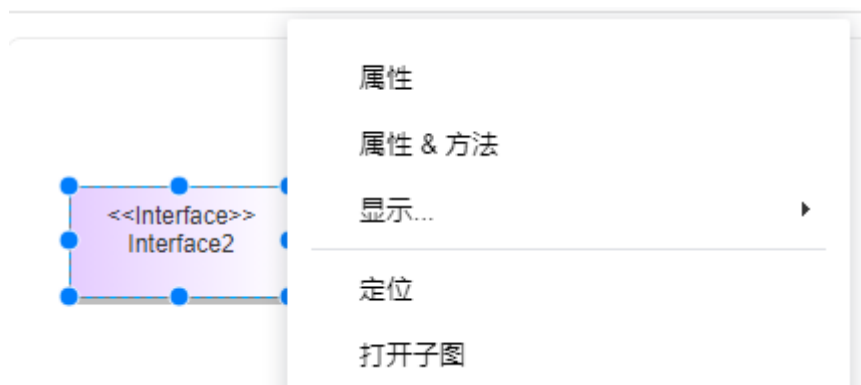 属性
属性 & 方法
显示...
<<Interface>>
Interface2
定位
打开子图